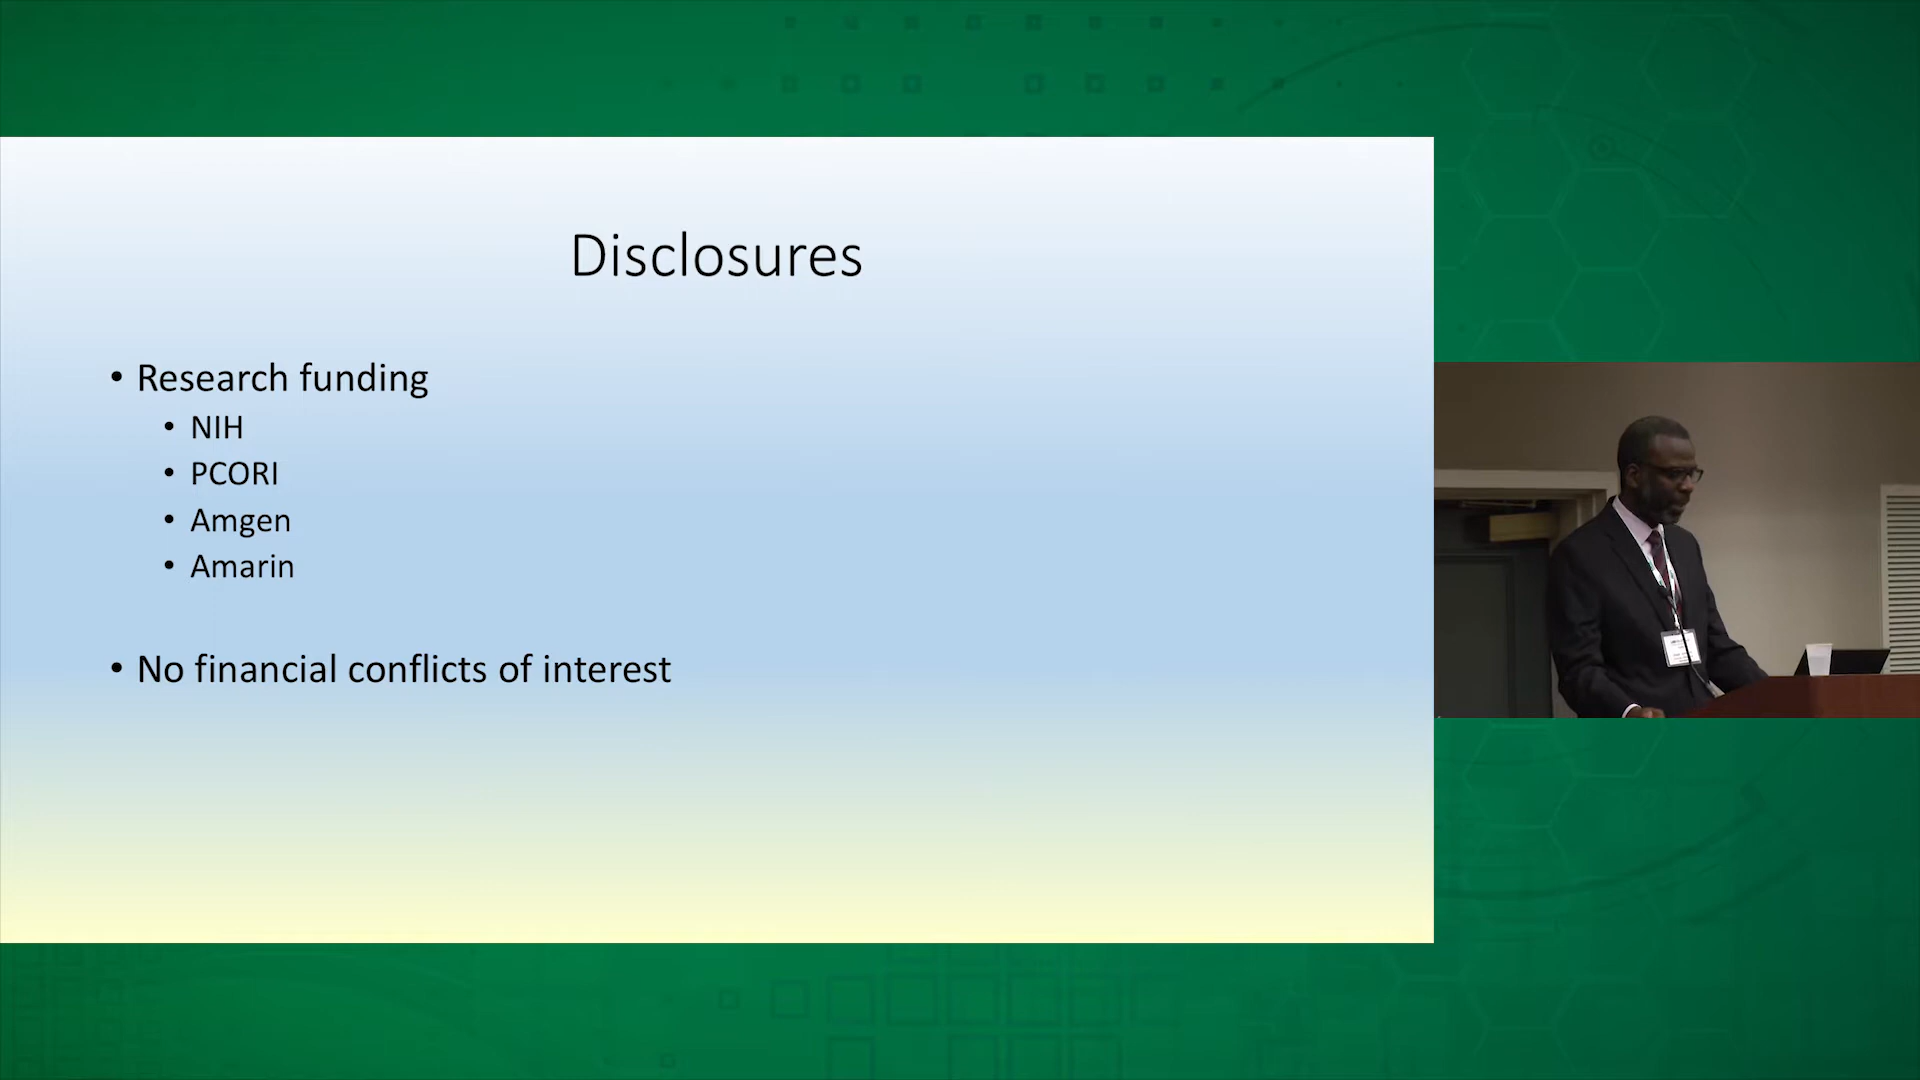 Disclosures
• Research funding
• NIH
• PCORI
• Amgen
• Amarin
• No financial conflicts of interest